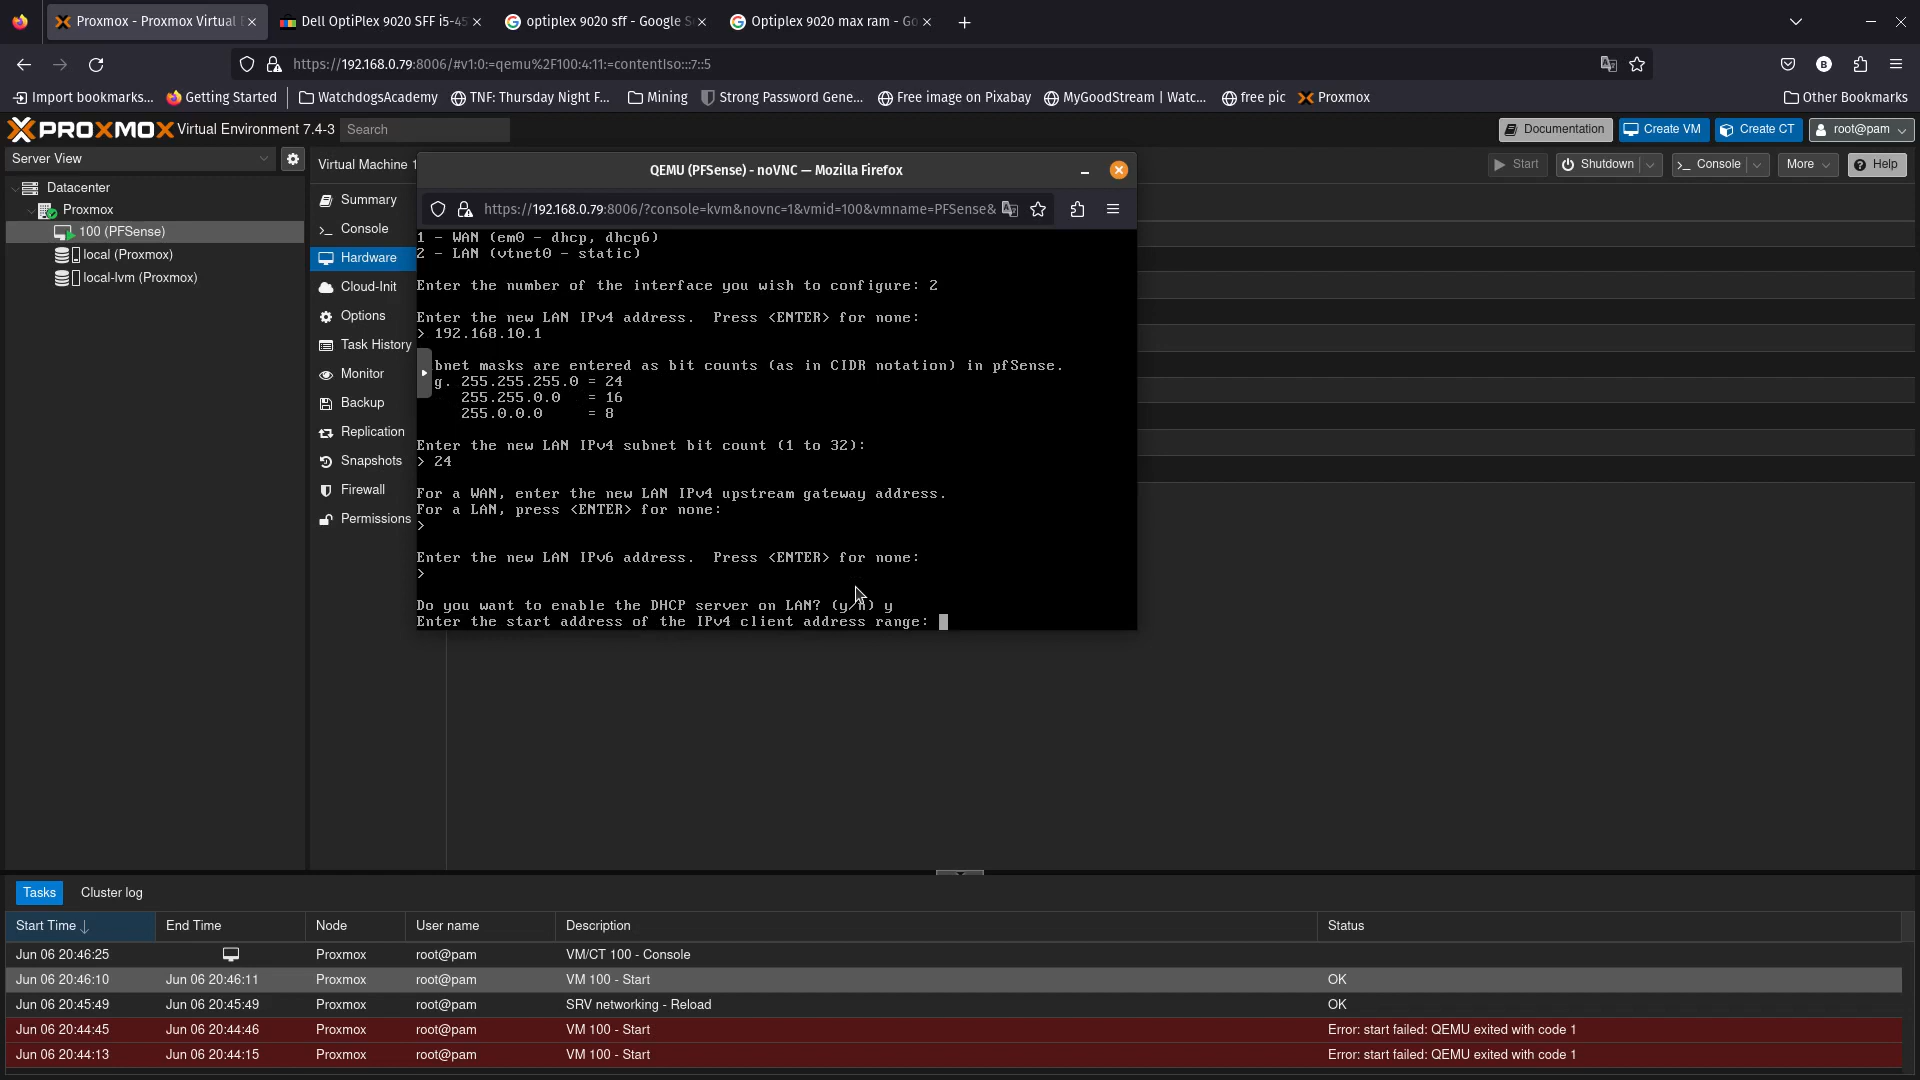 Proxmox - Proxmox Virtual E
Dell OptiPlex 9020 SFF i5-45
optiplex 9020 sff - Google S
Optiplex 9020 max ram - Go
https://192.168.0.79:8006/#v1:0:=qemu%2F100:4:11:=contentIso:::7::5
Import bookmarks...
Getting Started
WatchdogsAcademy
TNF: Thursday Night F...
Mining
Strong Password Gene...
Free image on Pixabay
MyGoodStream | Watc...
free pic
Proxmox
Other Bookmarks
PROXMOX Virtual Environment 7.4-3
Search
Documentation
Create VM
Create CT
root@pam
Server View
Virtual Machine 1
Start
Shutdown
Console
More
Help
Datacenter
Proxmox
100 (PFSense)
local (Proxmox)
local-lvm (Proxmox)
Summary
Console
Hardware
Cloud-Init
Options
Task History
Monitor
Backup
Replication
Snapshots
Firewall
Permissions
QEMU (PFSense) - noVNC — Mozilla Firefox
https://192.168.0.79:8006/?console=kvm&novnc=1&vmid=100&vmname=PFSense&
1 - WAN (em0 - dhcp, dhcp6)
2 - LAN (vtnet0 - static)
Enter the number of the interface you wish to configure: 2
Enter the new LAN IPv4 address.  Press <ENTER> for none:
> 192.168.10.1
bnet masks are entered as bit counts (as in CIDR notation) in pfSense.
g. 255.255.255.0 = 24
255.255.0.0   = 16
255.0.0.0     = 8
Enter the new LAN IPv4 subnet bit count (1 to 32):
> 24
For a WAN, enter the new LAN IPv4 upstream gateway address.
For a LAN, press <ENTER> for none:
>
Enter the new LAN IPv6 address.  Press <ENTER> for none:
>
Do you want to enable the DHCP server on LAN? (y/n) y
Enter the start address of the IPv4 client address range:
Tasks
Cluster log
Start Time
End Time
Node
User name
Description
Status
Jun 06 20:46:25 Proxmox root@pam VM/CT 100 - Console
Jun 06 20:46:10 Jun 06 20:46:11 Proxmox root@pam VM 100 - Start OK
Jun 06 20:45:49 Jun 06 20:45:49 Proxmox root@pam SRV networking - Reload OK
Jun 06 20:44:45 Jun 06 20:44:46 Proxmox root@pam VM 100 - Start Error: start failed: QEMU exited with code 1
Jun 06 20:44:13 Jun 06 20:44:15 Proxmox root@pam VM 100 - Start Error: start failed: QEMU exited with code 1